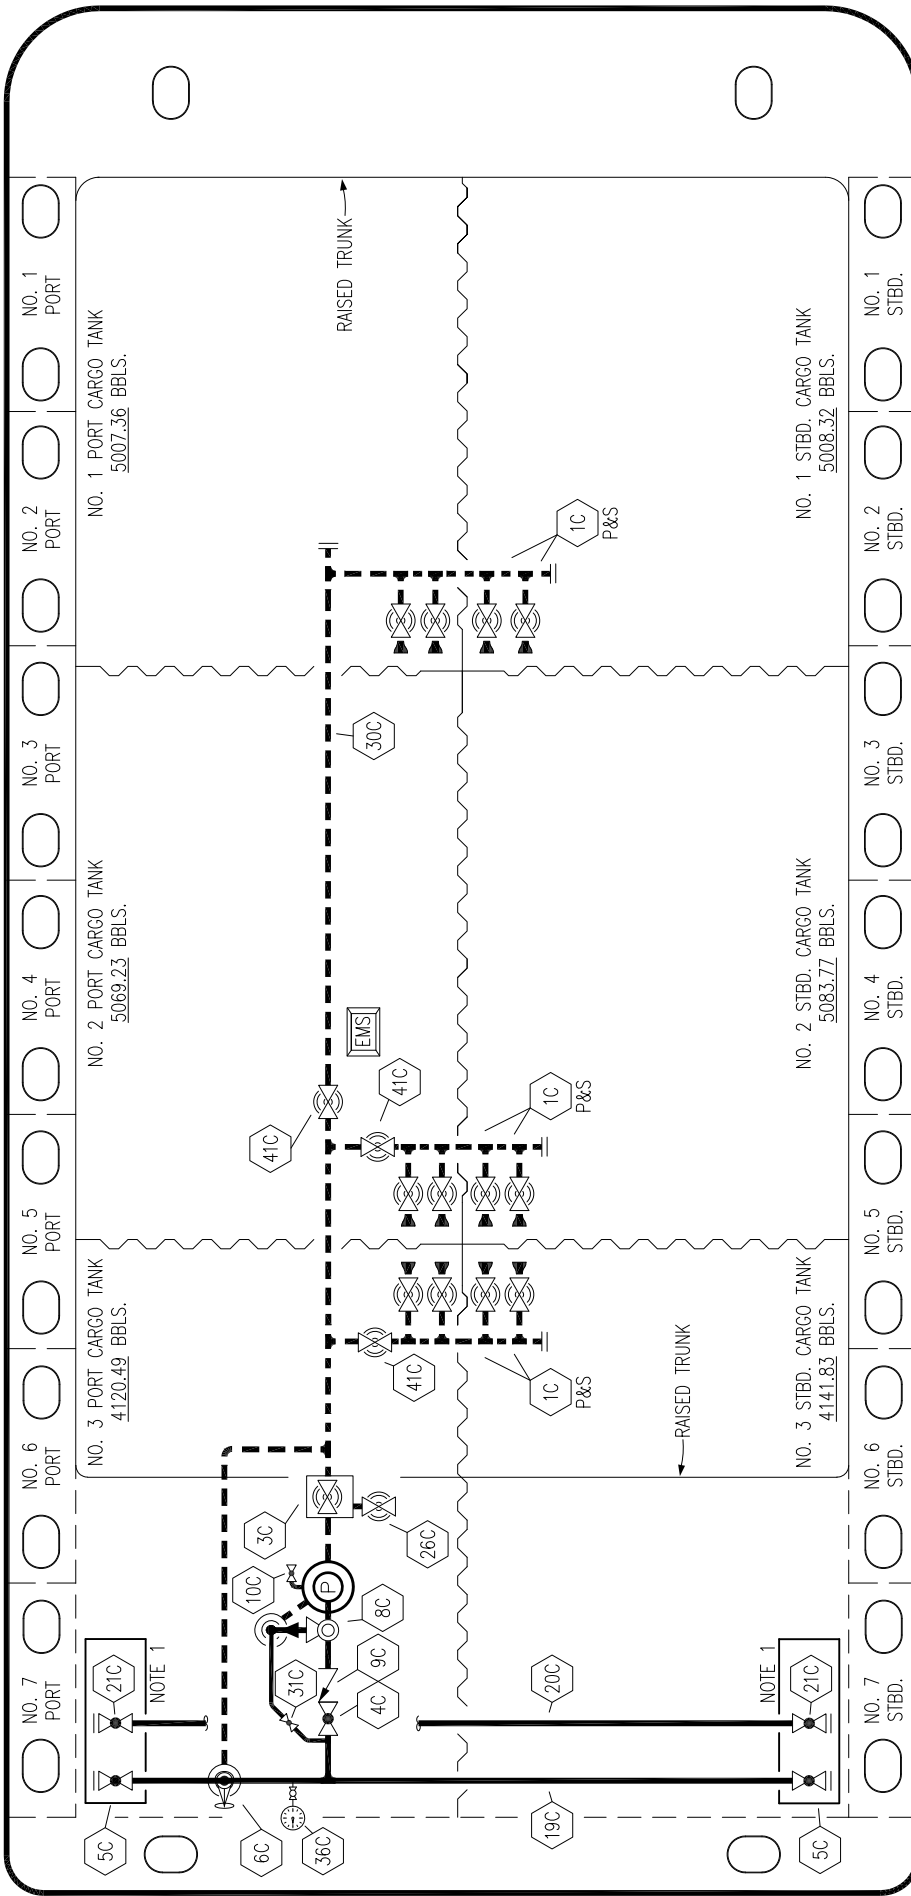 NO. 1
PORT
NO. 2
PORT
NO. 3
PORT
NO. 4
PORT
NO. 5
PORT
NO. 6
PORT
NO. 7
PORT
NO. 1 PORT CARGO TANK
5007.36 BBLS.
NO. 2 PORT CARGO TANK
5069.23 BBLS.
NO. 3 PORT CARGO TANK
4120.49 BBLS.
RAISED TRUNK
1C
P&S
30C
EMS
41C
41C
1C
P&S
41C
1C
P&S
RAISED TRUNK
3C
26C
10C
P
8C
9C
4C
31C
21C
NOTE 1
5C
6C
36C
20C
19C
NOTE 1
21C
5C
NO. 1 STBD. CARGO TANK
5008.32 BBLS.
NO. 2 STBD. CARGO TANK
5083.77 BBLS.
NO. 3 STBD. CARGO TANK
4141.83 BBLS.
NO. 1
STBD.
NO. 2
STBD.
NO. 3
STBD.
NO. 4
STBD.
NO. 5
STBD.
NO. 6
STBD.
NO. 7
STBD.